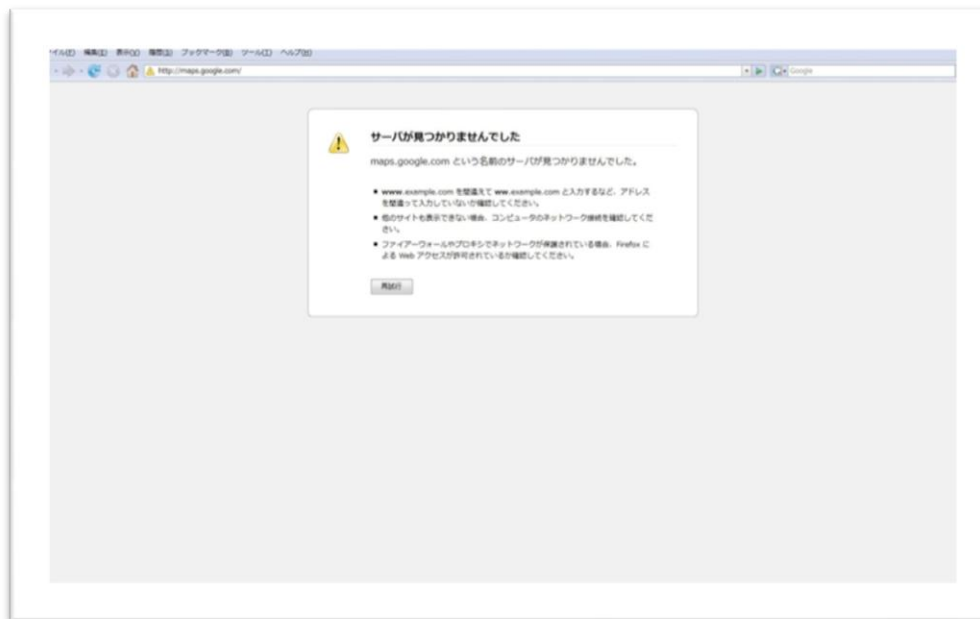 イル(F) 編集(E) 表示(V) 履歴(S) ブックマーク(B) ツール(T) ヘルプ(H)
http://maps.google.com/ Google
サーバが見つかりませんでした
maps.google.com という名前のサーバが見つかりませんでした。
www.example.com を間違えて ww.example.com と入力するなど、アドレス
を間違って入力していないか確認してください。
他のサイトも表示できない場合、コンピュータのネットワーク接続を確認してくだ
さい。
ファイアーウォールやプロキシでネットワークが保護されている場合、Firefox に
よる Web アクセスが許可されているか確認してください。
再試行